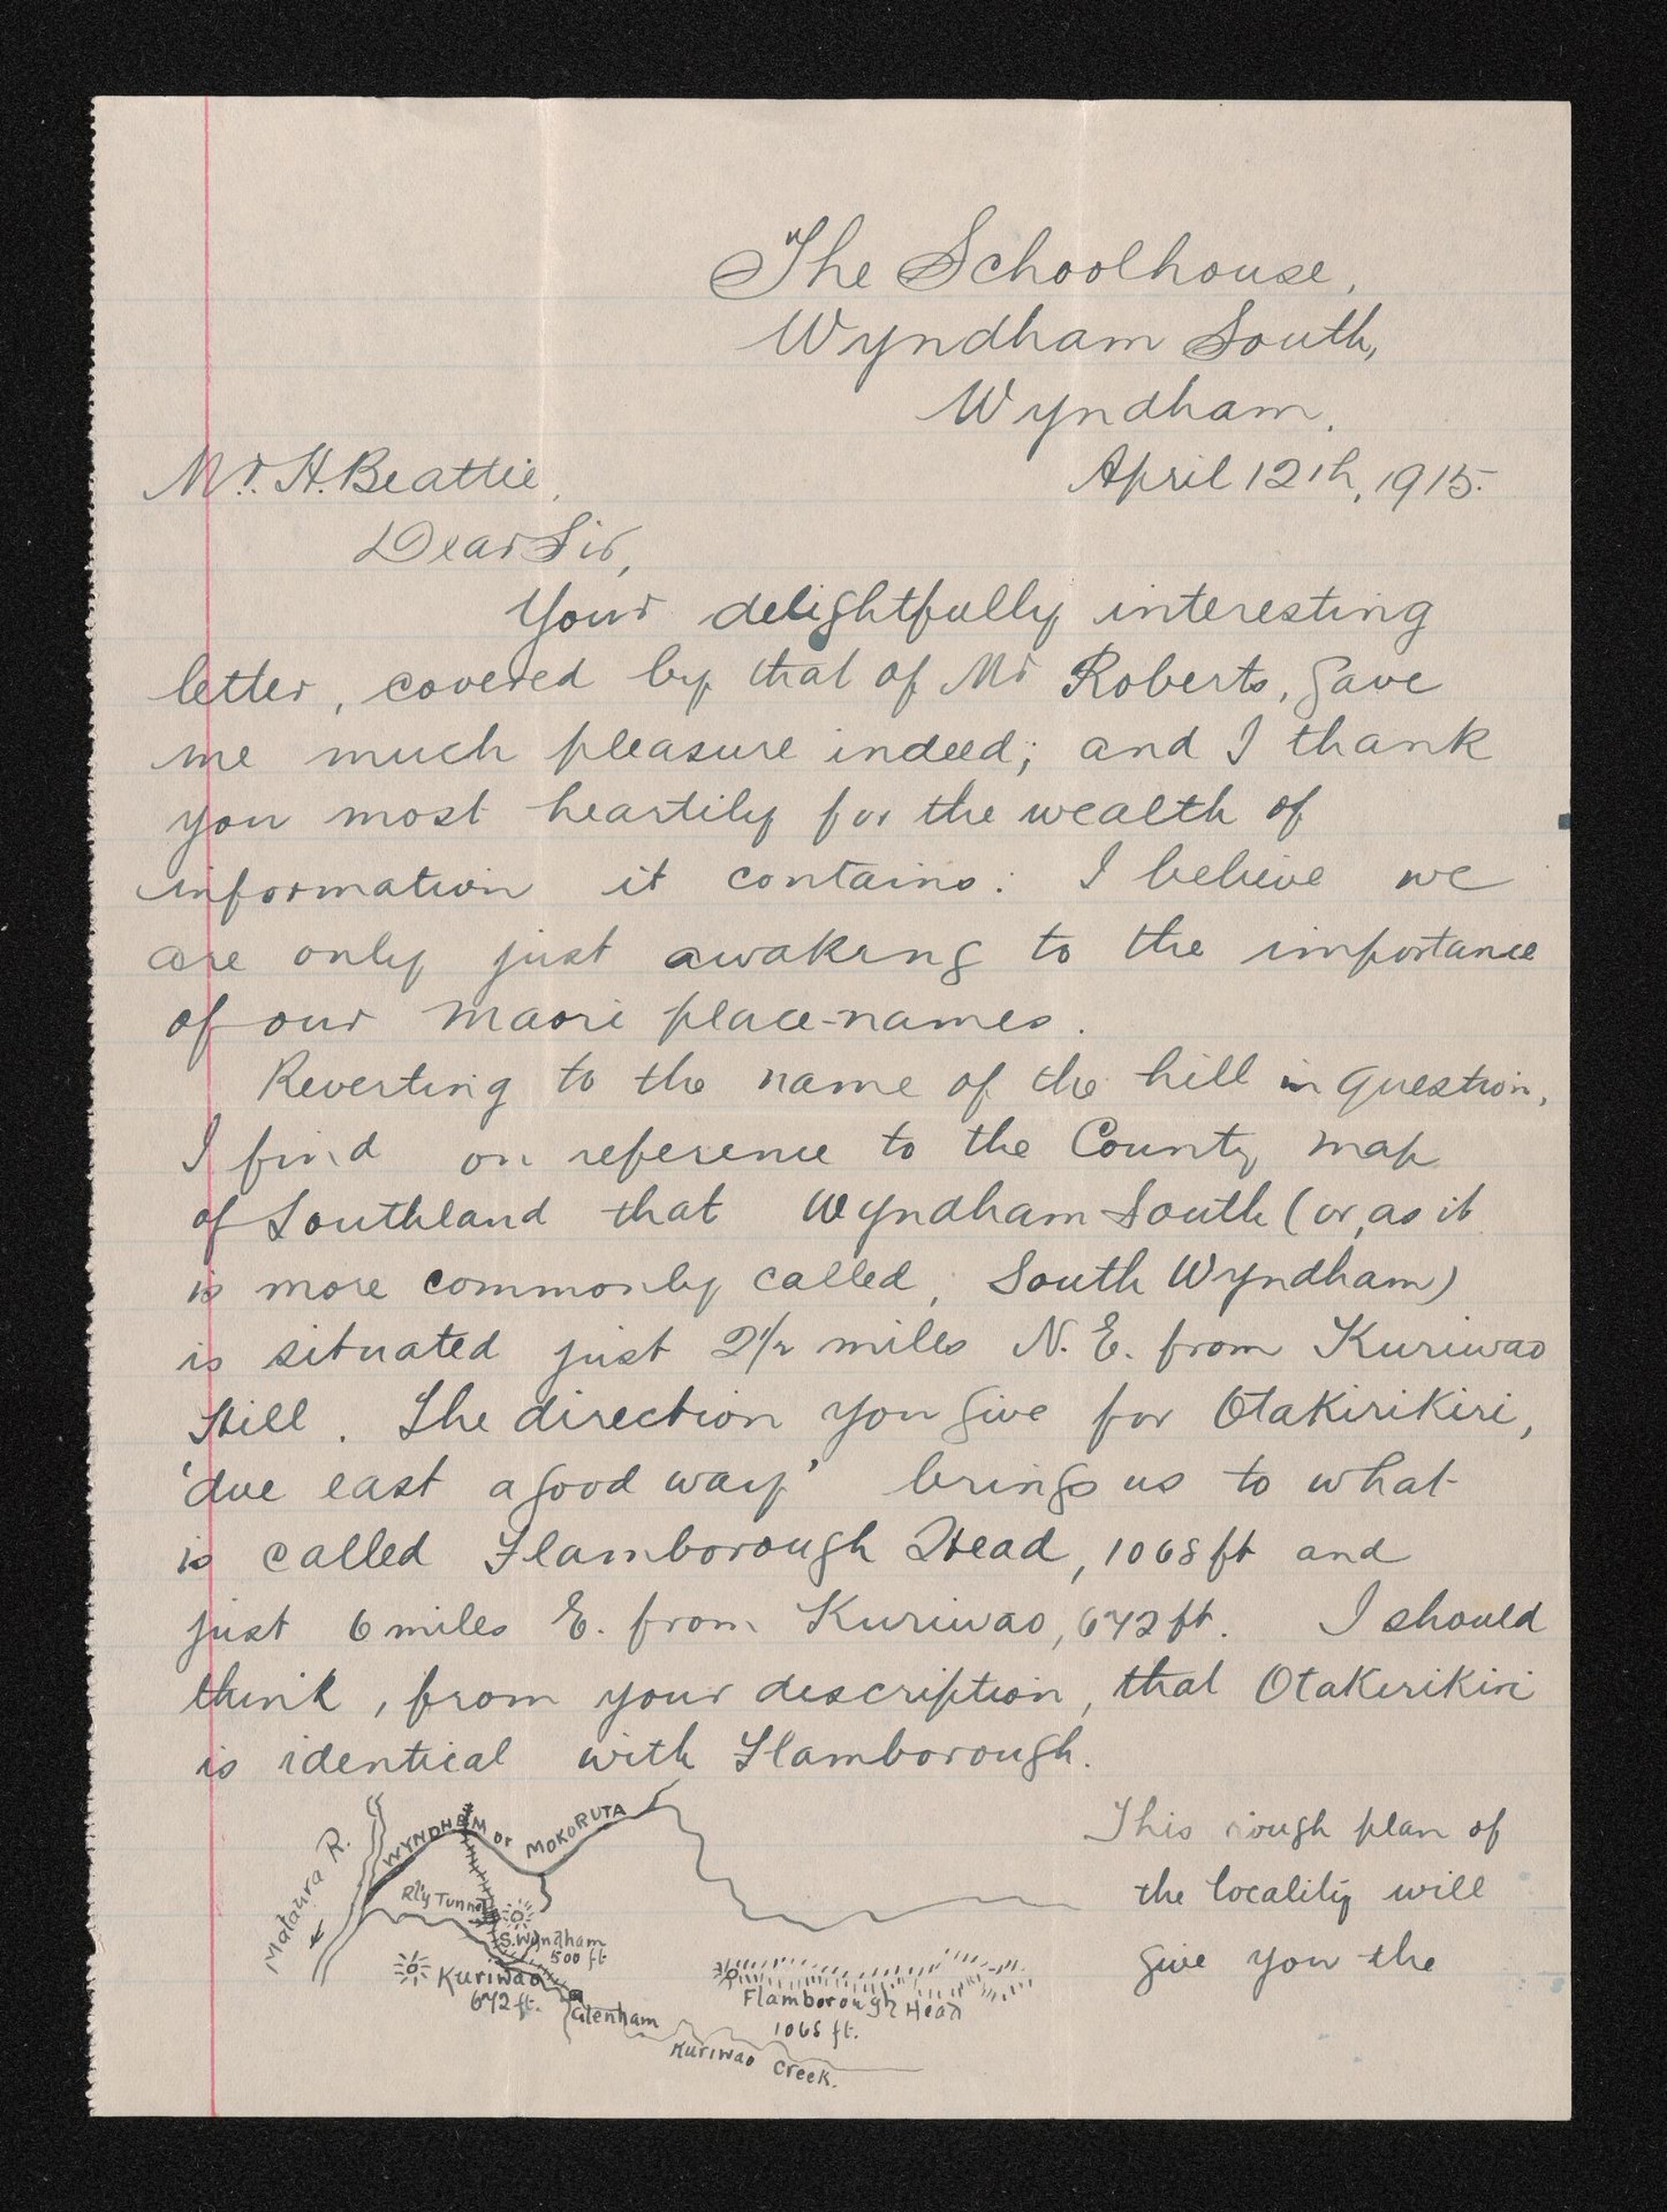 The Schoolhouse,
Wyndham South,
Wyndham.
Mr. H. Beattie,
April 12th, 1915.
Dear Sir,
Your delightfully interesting
letter, covered by that of Mr Roberts, gave
me much pleasure indeed; and I thank
you most heartily for the wealth of
information it contains: I believe we
are only just awaking to the importance
of our Maori place-names.
Reverting to the name of the hill in question,
I find on reference to the County map
of Southland that Wyndham South (or, as it
is more commonly called, South Wyndham)
is situated just 2 1/2 miles N. E. from Kuriwao
Hill. The direction you give for Otakirikiri,
'due east a good way' brings us to what
is called Flamborough Head, 1068 ft and
just 6 miles E. from Kuriwao, 672 ft. I should
think, from your description, that Otakirikiri
is identical with Flamborough.
This rough plan of
the locality will
give you the
Mataura R.
WYNDHAM or MOKORUTA
Rly Tunnel
S. Wyndham
500 ft
Kuriwao
672 ft.
Glenham
Flamborough Head
1068 ft.
Kuriwao Creek.